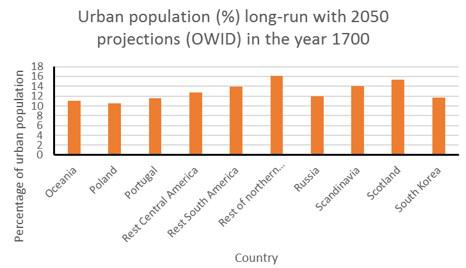 Urban population (%) long-run with 2050
projections (OWID) in the year 1700
Percentage of urban population
18
16
14
12
10
8
6
4
2
0
Oceania
Poland
Portugal
Rest Central America
Rest South America
Rest of northern...
Russia
Scandinavia
Scotland
South Korea
Country